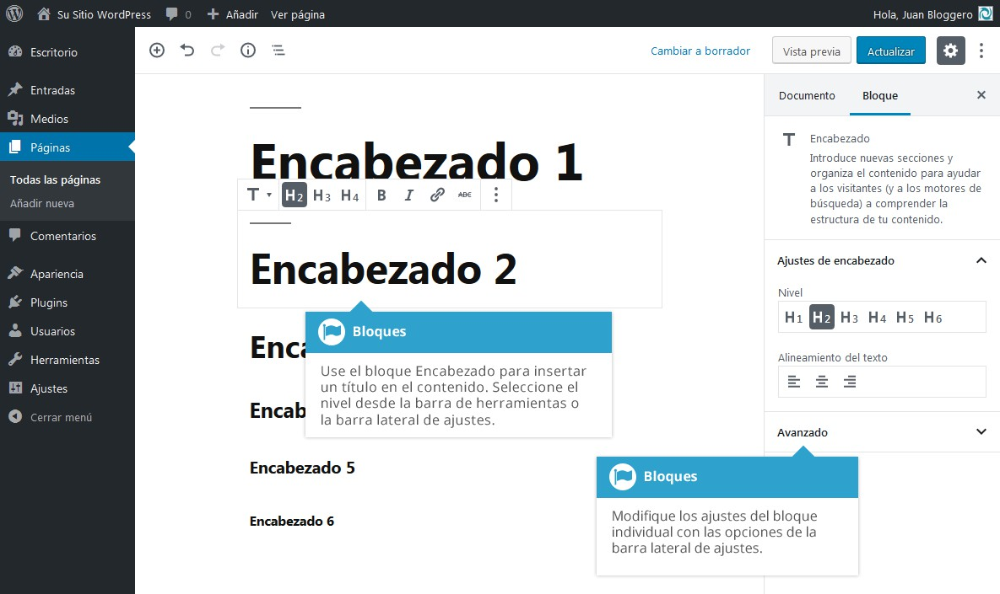 Su Sitio WordPress 0 Añadir Ver página Hola, Juan Bloggero
Escritorio
Entradas
Medios
Páginas
Todas las páginas
Añadir nueva
Comentarios
Apariencia
Plugins
Usuarios
Herramientas
Ajustes
Cerrar menú
Cambiar a borrador Vista previa Actualizar
Encabezado 1
T H2 H3 H4 B I ABC
Encabezado 2
Enca
Encab
Encabezado 5
Encabezado 6
Bloques
Use el bloque Encabezado para insertar
un título en el contenido. Seleccione el
nivel desde la barra de herramientas o
la barra lateral de ajustes.
Documento Bloque
T Encabezado
Introduce nuevas secciones y
organiza el contenido para ayudar
a los visitantes (y a los motores de
búsqueda) a comprender la
estructura de tu contenido.
Ajustes de encabezado
Nivel
H1 H2 H3 H4 H5 H6
Alineamiento del texto
Avanzado
Bloques
Modifique los ajustes del bloque
individual con las opciones de la
barra lateral de ajustes.